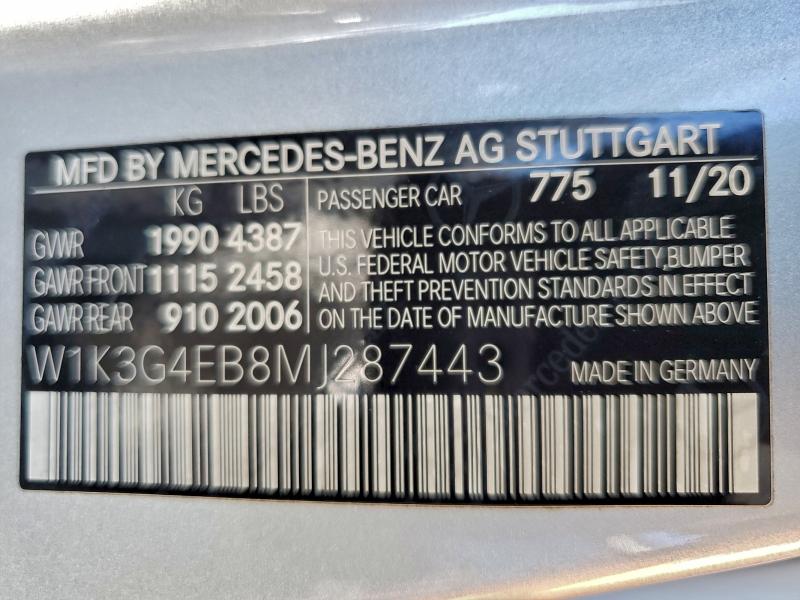 MFD BY MERCEDES-BENZ AG STUTTGART
KG LBS PASSENGER CAR 775 11/20
GVWR 1990 4387
GAWR FRONT 1115 2458
GAWR REAR 910 2006
THIS VEHICLE CONFORMS TO ALL APPLICABLE
U.S. FEDERAL MOTOR VEHICLE SAFETY, BUMPER
AND THEFT PREVENTION STANDARDS IN EFFECT
ON THE DATE OF MANUFACTURE SHOWN ABOVE
W1K3G4EB8MJ287443 MADE IN GERMANY